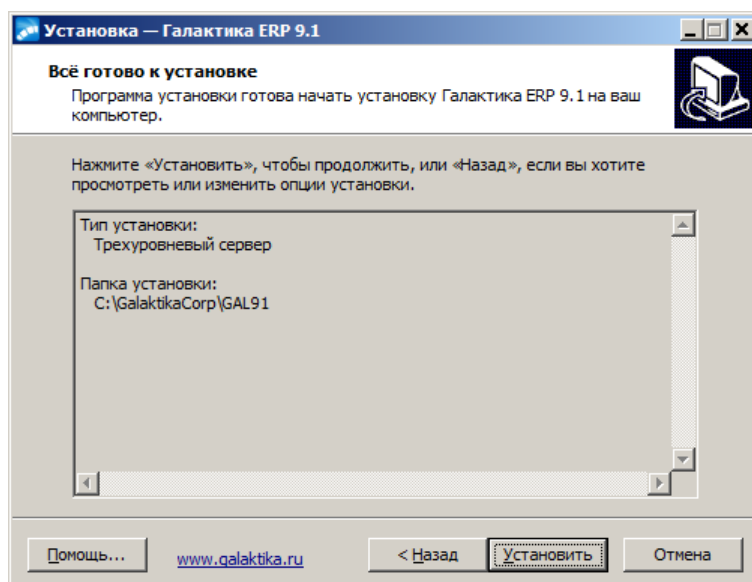 Установка — Галактика ERP 9.1
Всё готово к установке
Программа установки готова начать установку Галактика ERP 9.1 на ваш
компьютер.
Нажмите «Установить», чтобы продолжить, или «Назад», если вы хотите
просмотреть или изменить опции установки.
Тип установки:
Трехуровневый сервер
Папка установки:
C:\GalaktikaCorp\GAL91
Помощь...
www.galaktika.ru
< Назад
Установить
Отмена